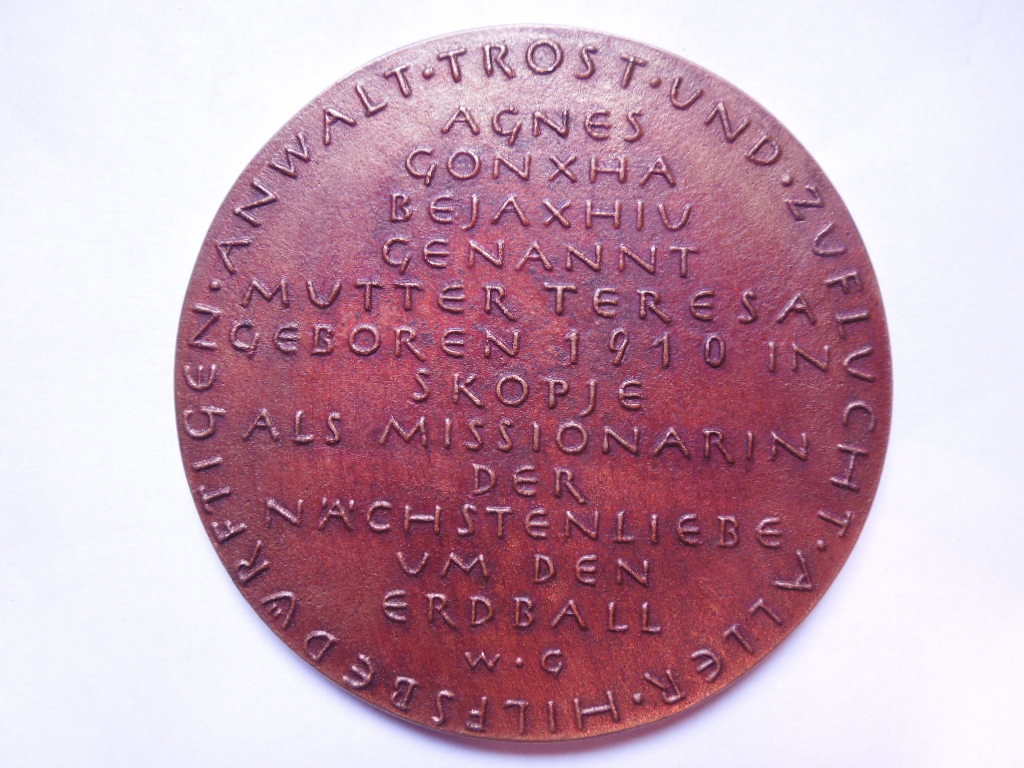 ANWALT · TROST · UND · ZUFLUCHT · ALLER · HILFSBEDÜRFTIGEN ·
AGNES
GONXHA
BEJAXHIU
GENANNT
MUTTER TERESA
GEBOREN 1910 IN
SKOPJE
ALS MISSIONARIN
DER
NÄCHSTENLIEBE
UM DEN
ERDBALL
W · G